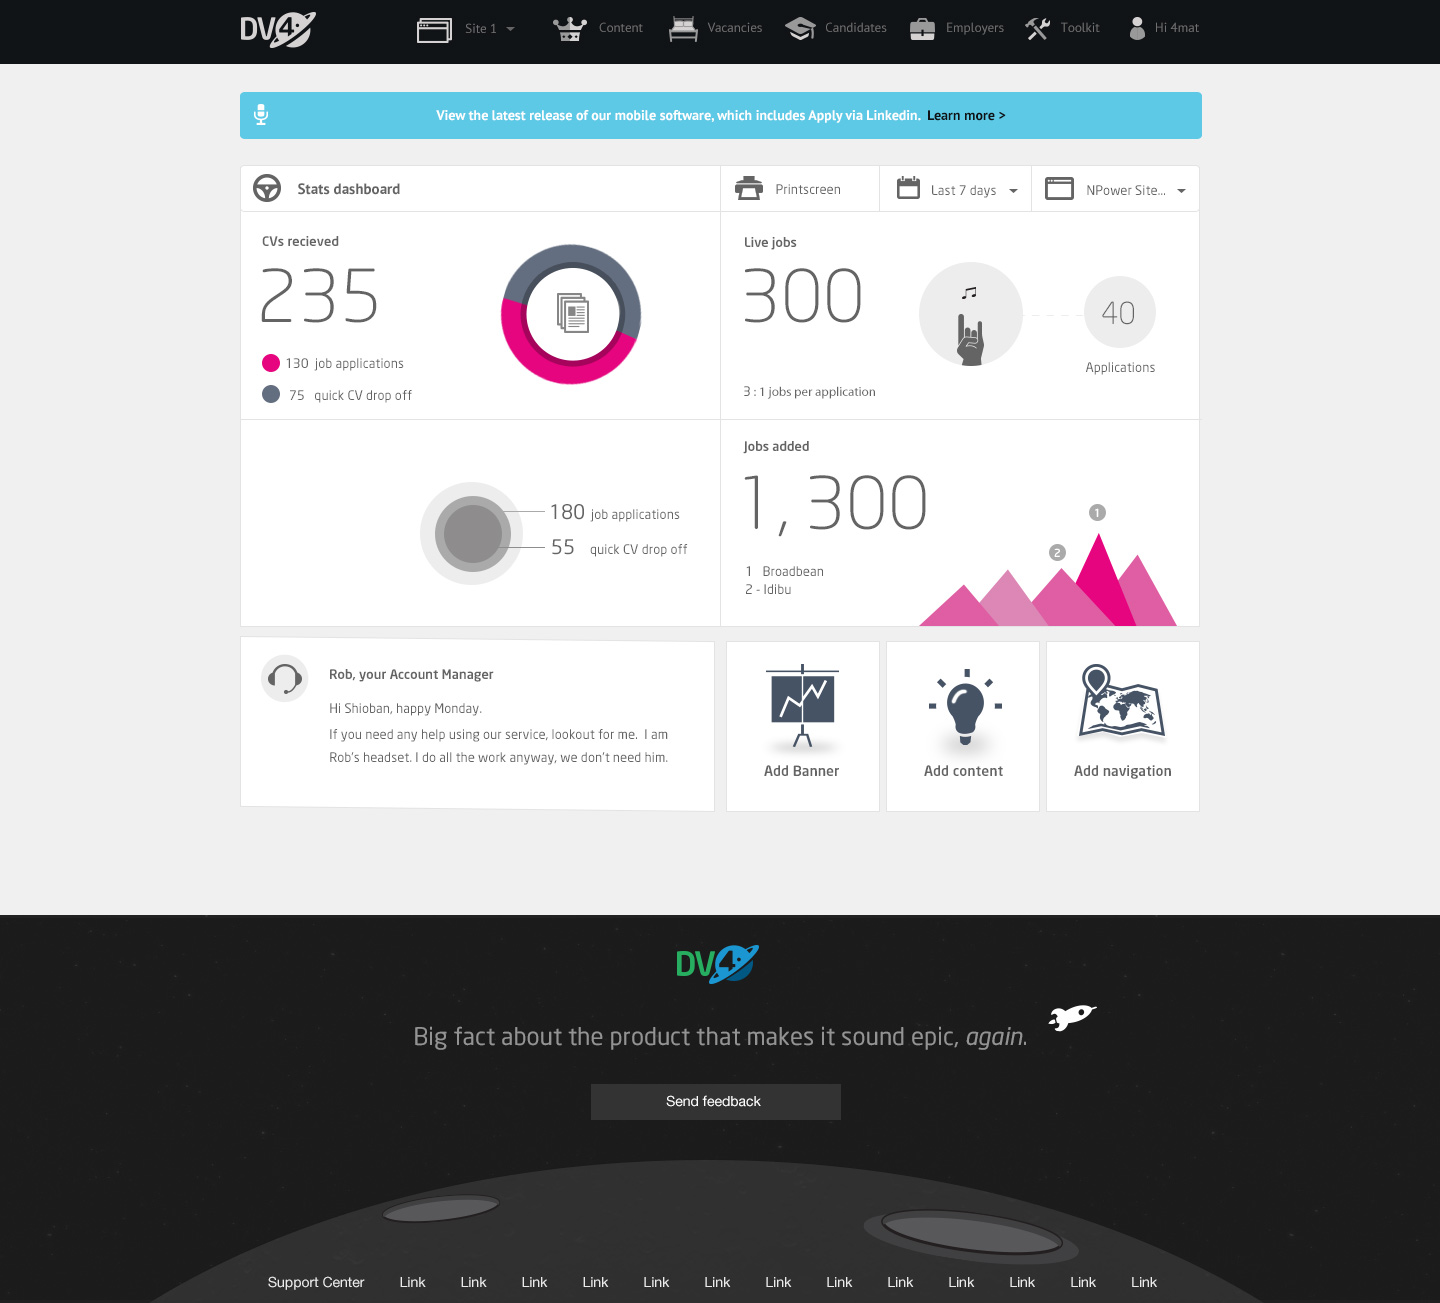 DV4
Site 1
Content
Vacancies
Candidates
Employers
Toolkit
Hi 4mat
View the latest release of our mobile software, which includes Apply via Linkedin. Learn more >
Stats dashboard
Printscreen
Last 7 days
NPower Site...
CVs recieved
235
130 job applications
75 quick CV drop off
Live jobs
300
40
Applications
3 : 1 jobs per application
180 job applications
55 quick CV drop off
Jobs added
1, 300
1
2
1 Broadbean
2 - Idibu
Rob, your Account Manager
Hi Shioban, happy Monday.
If you need any help using our service, lookout for me. I am
Rob's headset. I do all the work anyway, we don't need him.
Add Banner
Add content
Add navigation
DV4
Big fact about the product that makes it sound epic, again.
Send feedback
Support Center Link Link Link Link Link Link Link Link Link Link Link Link Link